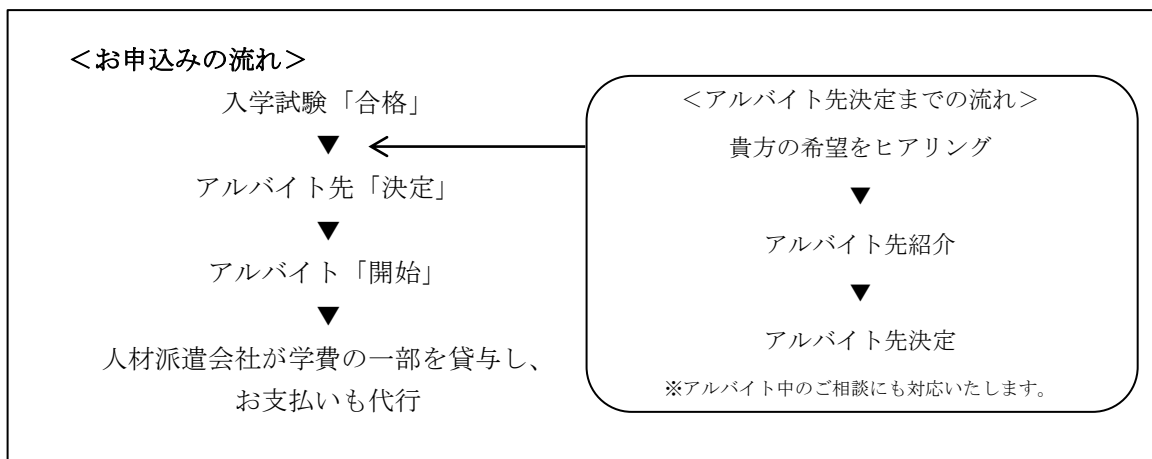 ＜お申込みの流れ＞
入学試験「合格」
▼
アルバイト先「決定」
▼
アルバイト「開始」
▼
人材派遣会社が学費の一部を貸与し、
お支払いも代行
＜アルバイト先決定までの流れ＞
貴方の希望をヒアリング
▼
アルバイト先紹介
▼
アルバイト先決定
※アルバイト中のご相談にも対応いたします。